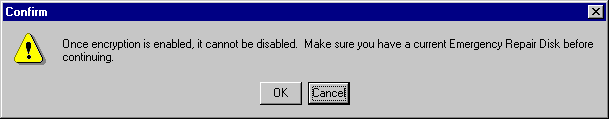 Confirm
Once encryption is enabled, it cannot be disabled.  Make sure you have a current Emergency Repair Disk before
continuing.
OK Cancel